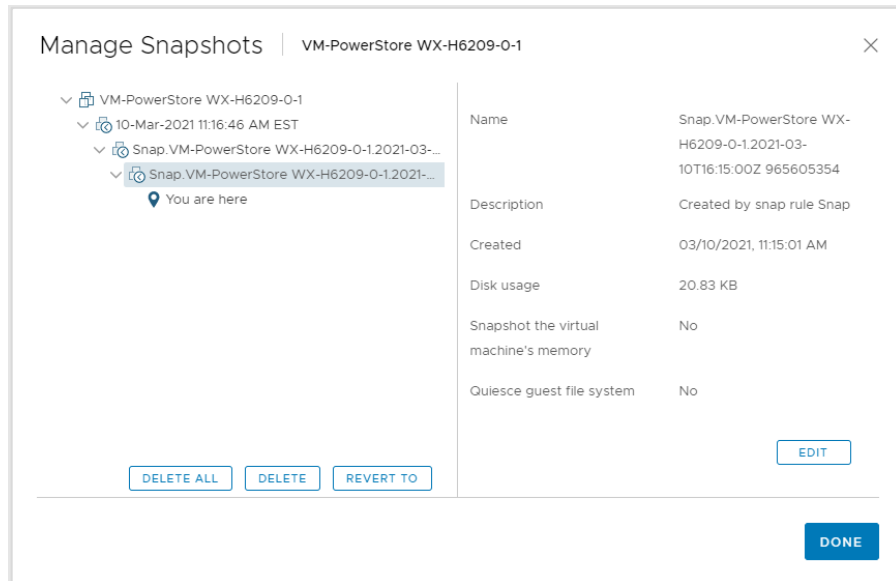 Manage Snapshots
VM-PowerStore WX-H6209-0-1
VM-PowerStore WX-H6209-0-1
10-Mar-2021 11:16:46 AM EST
Snap.VM-PowerStore WX-H6209-0-1.2021-03-...
Snap.VM-PowerStore WX-H6209-0-1.2021-...
You are here
DELETE ALL
DELETE
REVERT TO
Name
Snap.VM-PowerStore WX-
H6209-0-1.2021-03-
10T16:15:00Z 965605354
Description
Created by snap rule Snap
Created
03/10/2021, 11:15:01 AM
Disk usage
20.83 KB
Snapshot the virtual
machine's memory
No
Quiesce guest file system
No
EDIT
DONE